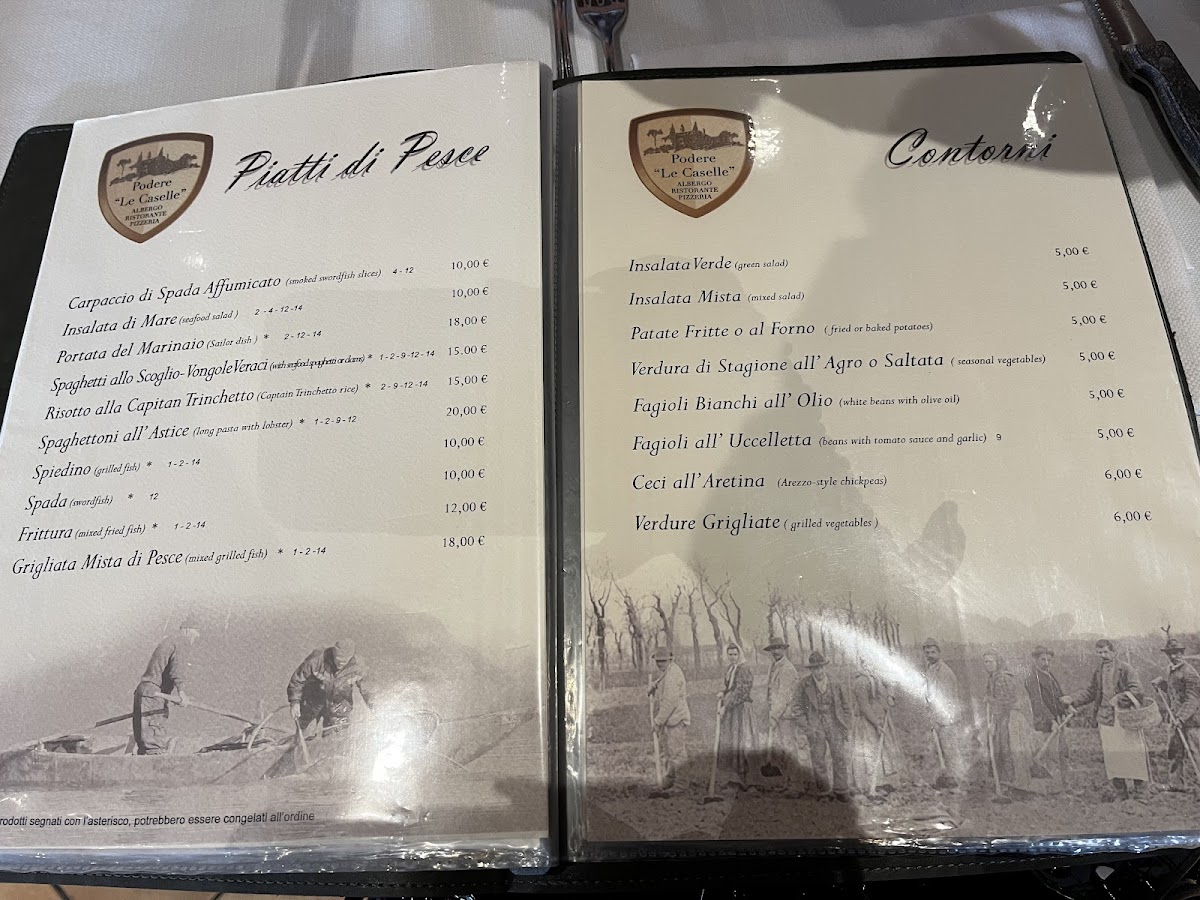 Podere
"Le Caselle"
ALBERGO
RISTORANTE
PIZZERIA
Piatti di Pesce
Carpaccio di Spada Affumicato (smoked swordfish slices) 4 - 12 10,00 €
Insalata di Mare (seafood salad ) 2 - 4 - 12 -14 10,00 €
Portata del Marinaio (Sailor dish ) * 2 - 12 -14 18,00 €
Spaghetti allo Scoglio-Vongole Veraci (with seafood spaghetti or clams) * 1 - 2 - 9 - 12 - 14 15.00 €
Risotto alla Capitan Trinchetto (Captain Trinchetto rice) * 2 - 9 -12 -14 15,00 €
Spaghettoni all' Astice (long pasta with lobster) * 1 - 2 - 9 - 12 20,00 €
Spiedino (grilled fish) * 1 - 2 -14 10,00 €
Spada (swordfish) * 12 10,00 €
Frittura (mixed fried fish) * 1 - 2 -14 12,00 €
Grigliata Mista di Pesce (mixed grilled fish) * 1 - 2 -14 18,00 €
rodotti segnati con l'asterisco, potrebbero essere congelati all'ordine
Podere
"Le Caselle"
ALBERGO
RISTORANTE
PIZZERIA
Contorni
Insalata Verde (green salad) 5,00 €
Insalata Mista (mixed salad) 5,00 €
Patate Fritte o al Forno ( fried or baked potatoes) 5,00 €
Verdura di Stagione all' Agro o Saltata ( seasonal vegetables) 5,00 €
Fagioli Bianchi all' Olio (white beans with olive oil) 5,00 €
Fagioli all' Uccelletta (beans with tomato sauce and garlic) 9 5,00 €
Ceci all'Aretina (Arezzo-style chickpeas) 6,00 €
Verdure Grigliate ( grilled vegetables ) 6,00 €